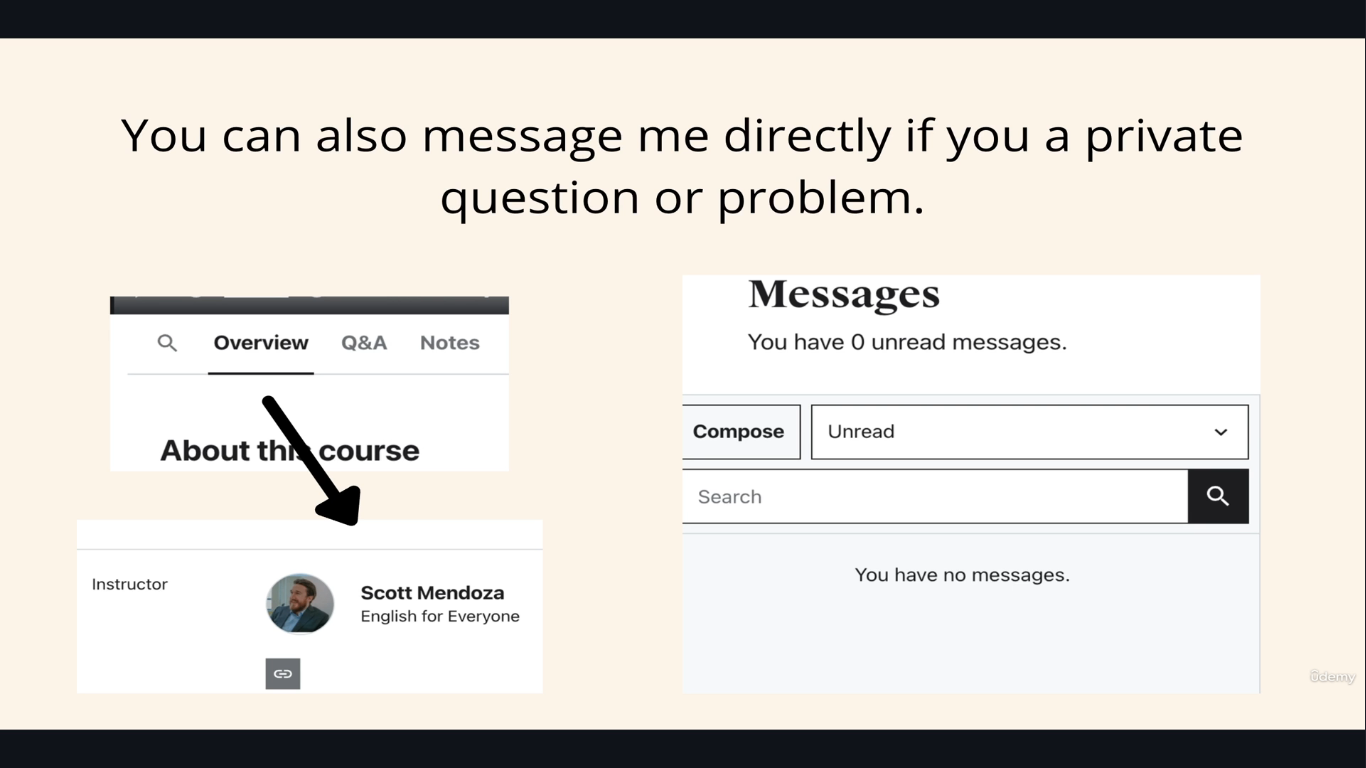 You can also message me directly if you a private
question or problem.
Overview Q&A Notes
About this course
Instructor
Scott Mendoza
English for Everyone
Messages
You have 0 unread messages.
Compose Unread
Search
You have no messages.
ûdemy